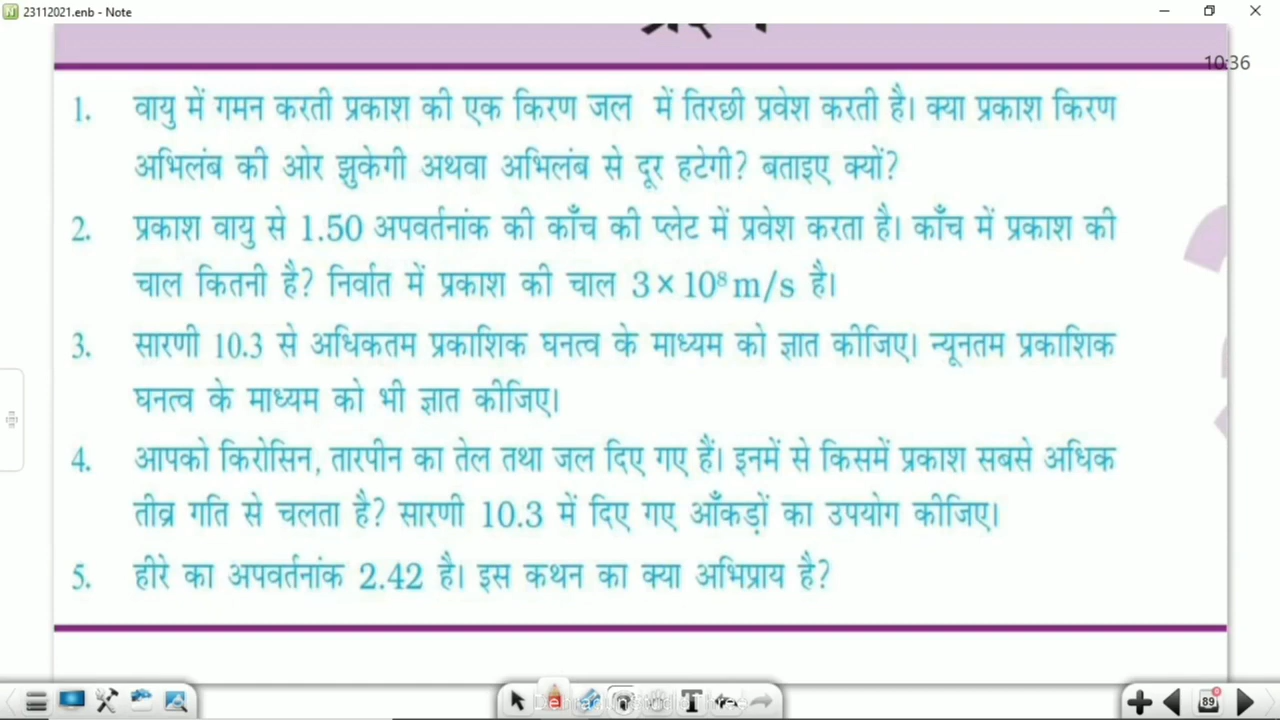 23112021.enb - Note
10:36
1. वायु में गमन करती प्रकाश की एक किरण जल में तिरछी प्रवेश करती है। क्या प्रकाश किरण
अभिलंब की ओर झुकेगी अथवा अभिलंब से दूर हटेगी? बताइए क्यों?
2. प्रकाश वायु से 1.50 अपवर्तनांक की काँच की प्लेट में प्रवेश करता है। काँच में प्रकाश की
चाल कितनी है? निर्वात में प्रकाश की चाल 3 × 10⁸ m/s है।
3. सारणी 10.3 से अधिकतम प्रकाशिक घनत्व के माध्यम को ज्ञात कीजिए। न्यूनतम प्रकाशिक
घनत्व के माध्यम को भी ज्ञात कीजिए।
4. आपको किरोसिन, तारपीन का तेल तथा जल दिए गए हैं। इनमें से किसमें प्रकाश सबसे अधिक
तीव्र गति से चलता है? सारणी 10.3 में दिए गए आँकड़ों का उपयोग कीजिए।
5. हीरे का अपवर्तनांक 2.42 है। इस कथन का क्या अभिप्राय है?
89